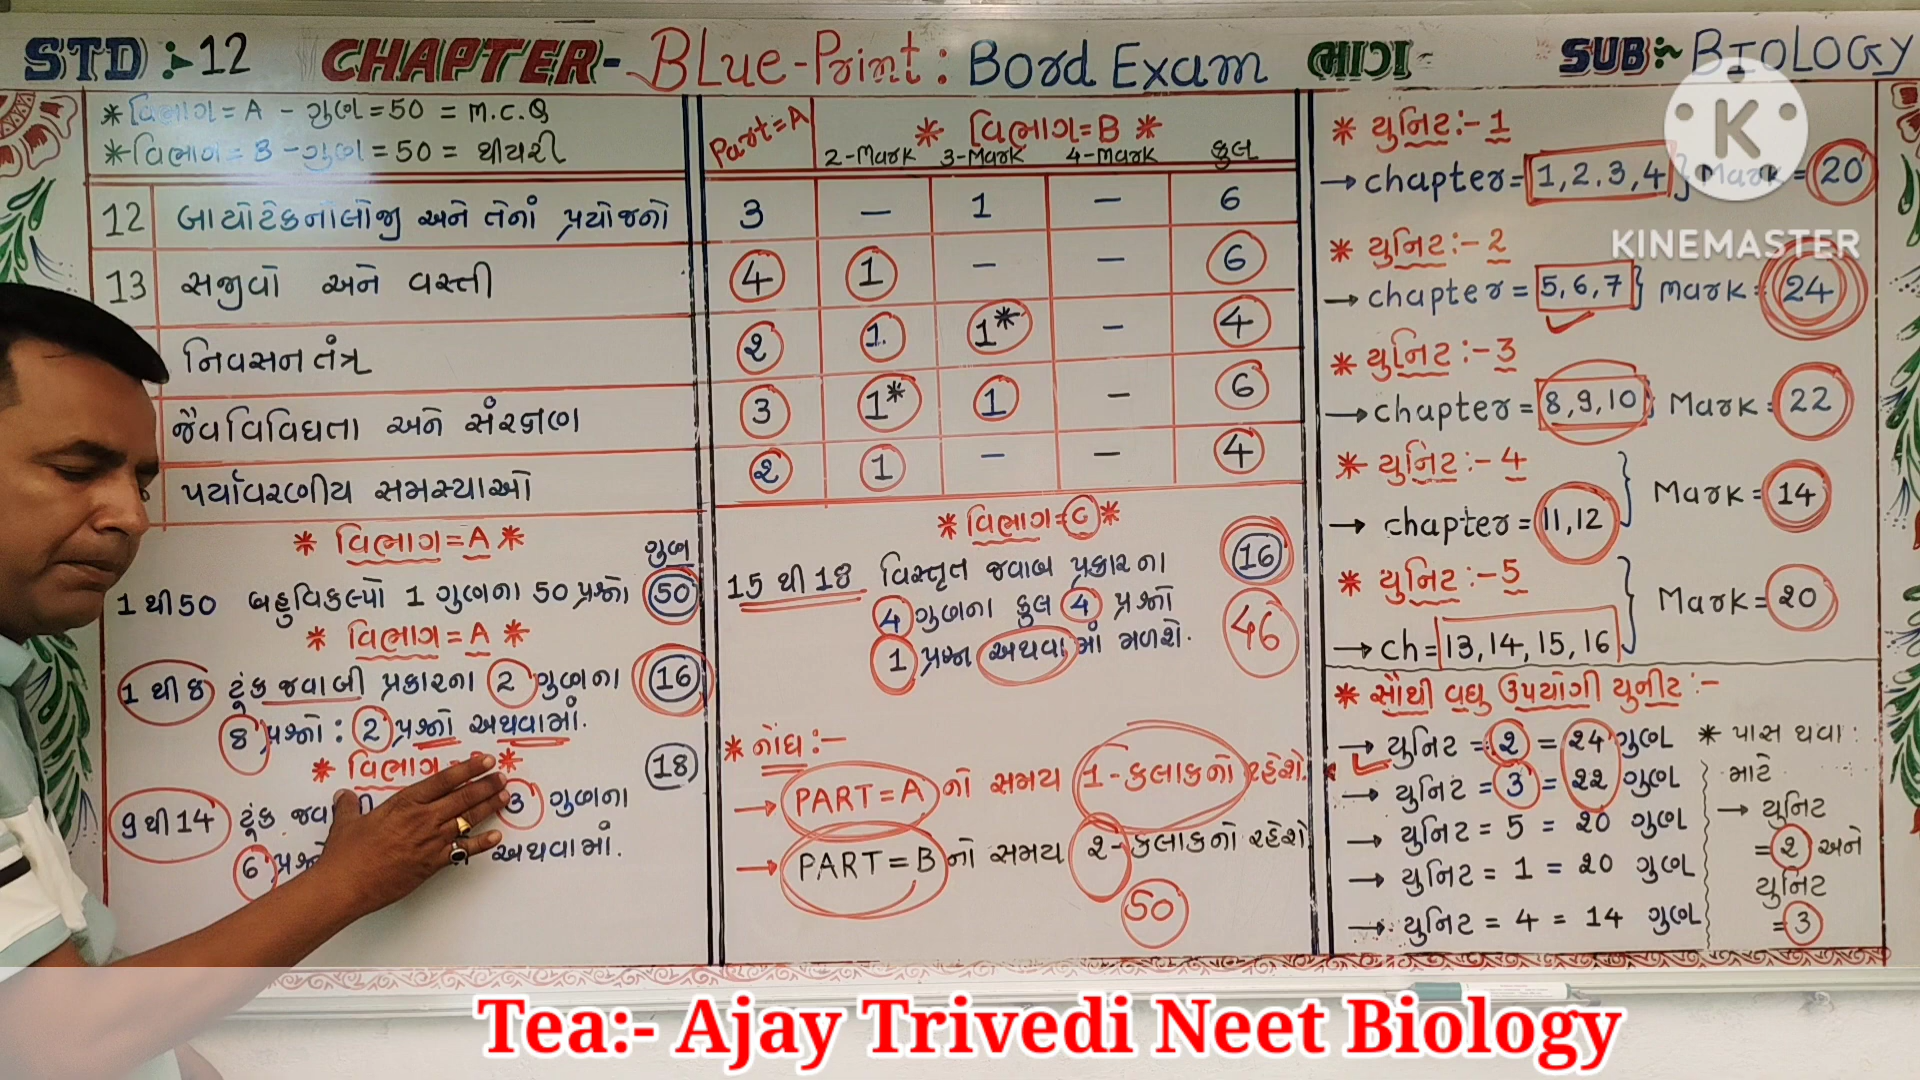 STD :- 12 CHAPTER- BLue-Print: Bord Exam ભાગ - SUB:~ BIOLOGY
* વિભાગ = A - ગુણ = 50 = M.C.Q
* વિભાગ = B - ગુણ = 50 = થીયરી
Part=A * વિભાગ=B *
2-Mark 3-Mark 4-Mark કુલ
12 બાયોટેકનોલોજી અને તેનાં પ્રયોજનો 3 — 1 — 6
13 સજીવો અને વસ્તી 4 1 — — 6
નિવસનતંત્ર 2 1 1* — 4
જૈવવિવિધતા અને સંરક્ષણ 3 1* 1 — 6
પર્યાવરણીય સમસ્યાઓ 2 1 — — 4
* વિભાગ = A *
ગુણ
1 થી 50 બહુવિકલ્પો 1 ગુણના 50 પ્રશ્નો 50
* વિભાગ = A *
1 થી 8 ટૂંક જવાબી પ્રકારના 2 ગુણના 16
8 પ્રશ્નો : 2 પ્રશ્નો અથવામાં.
* વિભાગ *
18
9 થી 14 ટૂંક 3 ગુણના
6 અથવામાં.
* વિભાગ = C *
15 થી 18 વિસ્તૃત જવાબ પ્રકારના 16
4 ગુણના કુલ 4 પ્રશ્નો
1 પ્રશ્ન અથવા માં મળશે. 46
* નોંધ :-
→ PART = A નો સમય 1-કલાકનો રહેશે.
→ PART = B નો સમય 2-કલાકનો રહેશે
50
* યુનિટ :- 1
→ chapter = 1,2,3,4 } Mark = 20
* યુનિટ :- 2
→ chapter = 5,6,7 } Mark = 24
* યુનિટ :- 3
→ chapter = 8,9,10 } Mark = 22
* યુનિટ :- 4
→ chapter = 11,12 } Mark = 14
* યુનિટ :- 5
→ ch = 13,14,15,16 } Mark = 20
* સૌથી વધુ ઉપયોગી યુનીટ :-
→ યુનિટ = 2 = 24 ગુણ
→ યુનિટ = 3 = 22 ગુણ
→ યુનિટ = 5 = 20 ગુણ
→ યુનિટ = 1 = 20 ગુણ
→ યુનિટ = 4 = 14 ગુણ
* પાસ થવા :
માટે
→ યુનિટ
= 2 અને
યુનિટ
= 3
K
KINEMASTER
Tea:- Ajay Trivedi Neet Biology